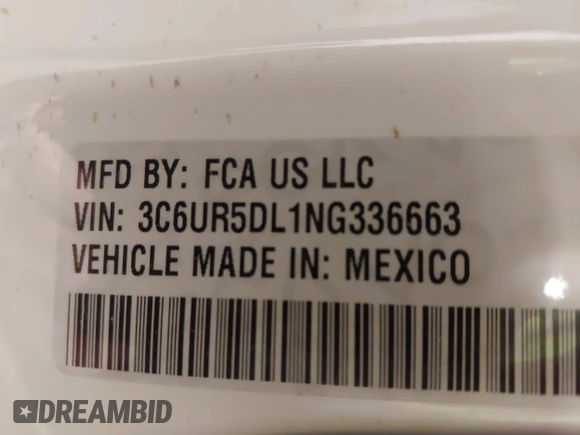 MFD BY: FCA US LLC
VIN: 3C6UR5DL1NG336663
VEHICLE MADE IN: MEXICO
DREAMBID